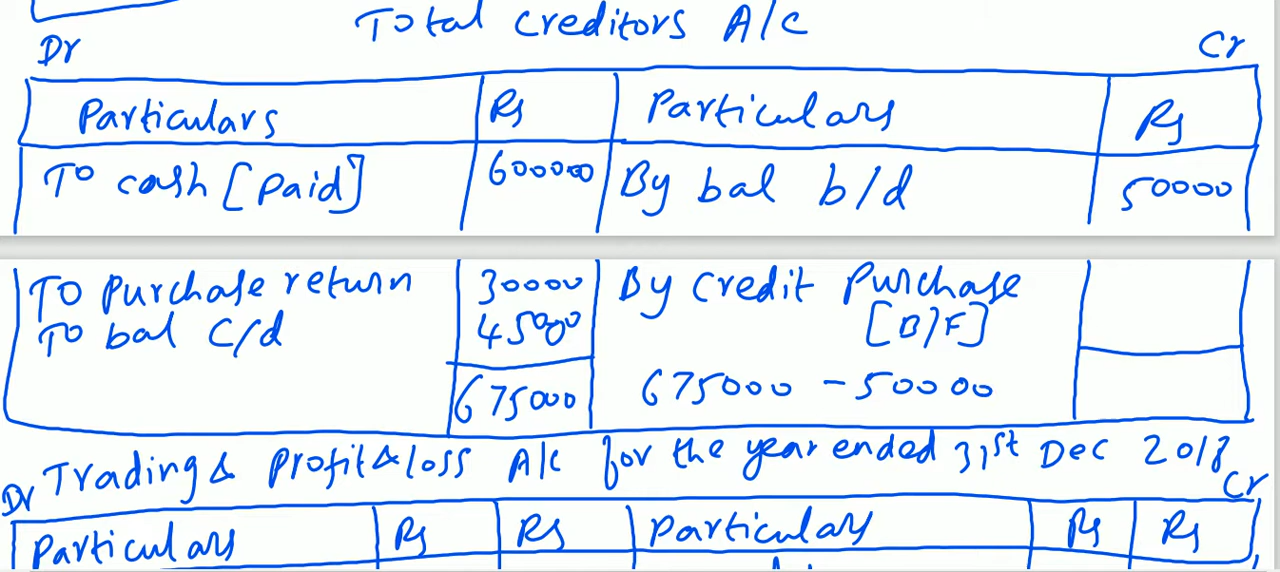 Total Creditors A/c
Dr Cr
Particulars Rs Particulars Rs
To cash [Paid] 600000 By bal b/d 50000
To Purchase return 30000 By Credit Purchase
To bal C/d 45000 [B/F]
675000 675000 - 50000
Trading & Profit & loss A/c for the year ended 31st Dec 2018
Dr Cr
Particulars Rs Rs Particulars Rs Rs